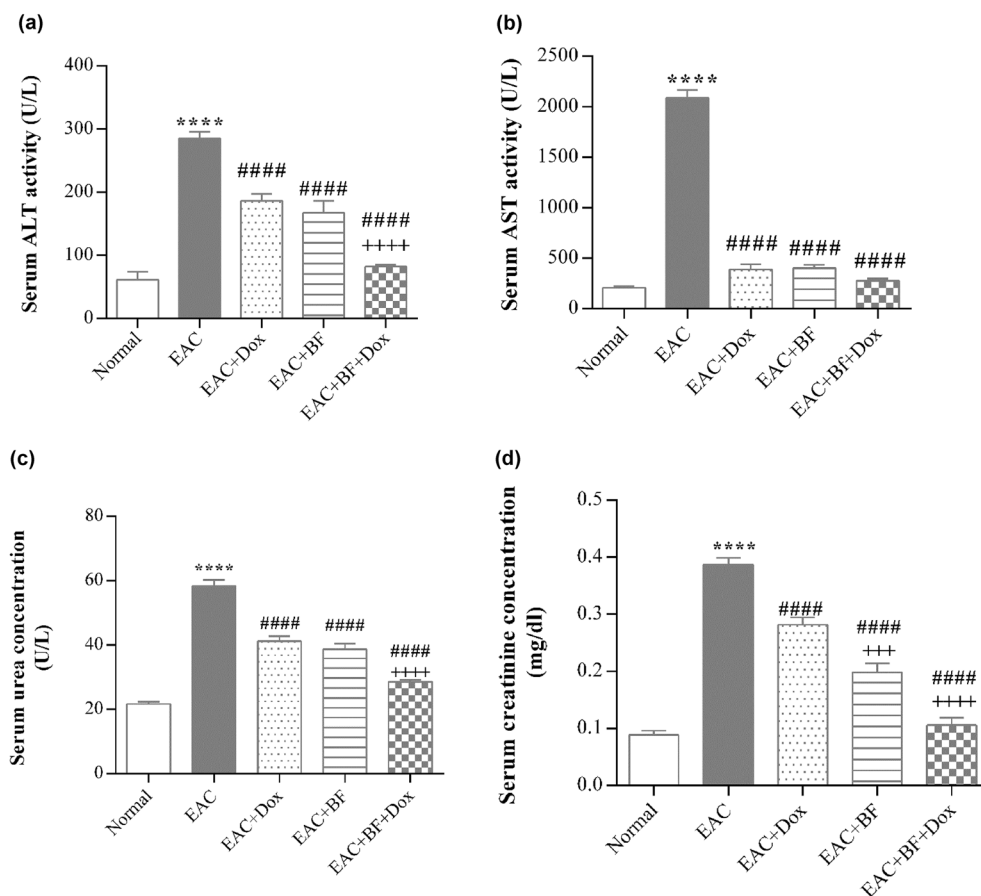 (a)
Serum ALT activity (U/L)
400
300
200
100
0
****
####
####
####
++++
Normal
EAC
EAC+Dox
EAC+BF
EAC+BF+Dox
(b)
Serum AST activity (U/L)
2500
2000
1500
1000
500
0
****
####
####
####
Normal
EAC
EAC+Dox
EAC+BF
EAC+Bf+Dox
(c)
Serum urea concentration
(U/L)
80
60
40
20
0
****
####
####
####
++++
Normal
EAC
EAC+Dox
EAC+BF
EAC+BF+Dox
(d)
Serum creatinine concentration
(mg/dl)
0.5
0.4
0.3
0.2
0.1
0.0
****
####
####
+++
####
++++
Normal
EAC
EAC+Dox
EAC+BF
EAC+BF+Dox